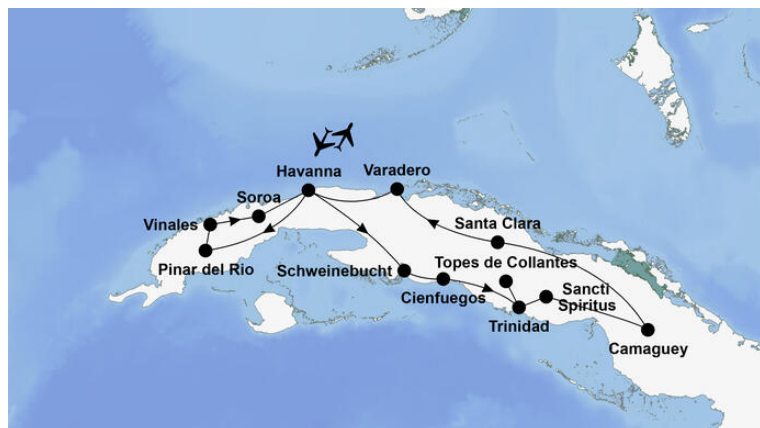 Havanna
Varadero
Soroa
Vinales
Santa Clara
Pinar del Rio
Schweinebucht
Topes de Collantes
Cienfuegos
Sancti
Spiritus
Trinidad
Camaguey